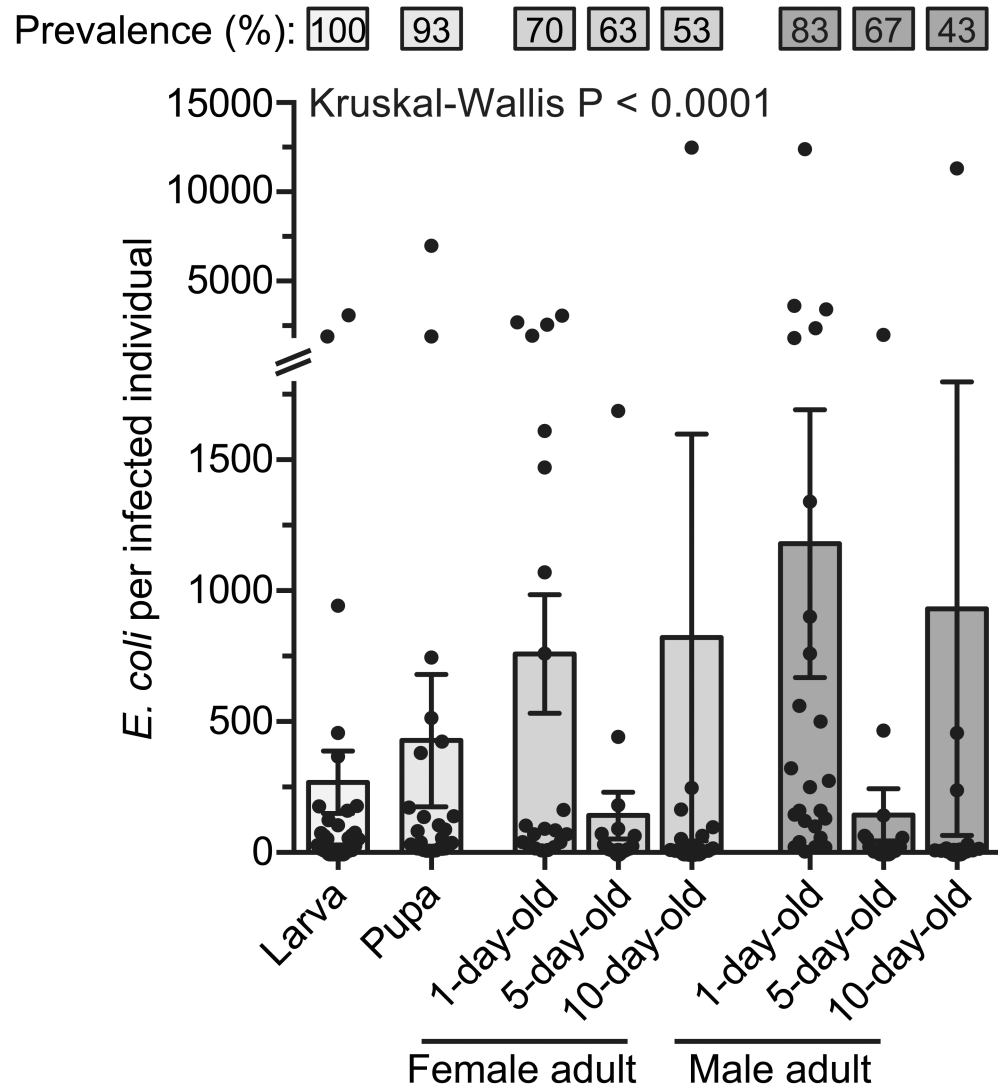 Prevalence (%): 100 93 70 63 53 83 67 43
Kruskal-Wallis P < 0.0001
15000
10000
5000
1500
1000
500
0
E. coli per infected individual
Larva
Pupa
1-day-old
5-day-old
10-day-old
1-day-old
5-day-old
10-day-old
Female adult
Male adult